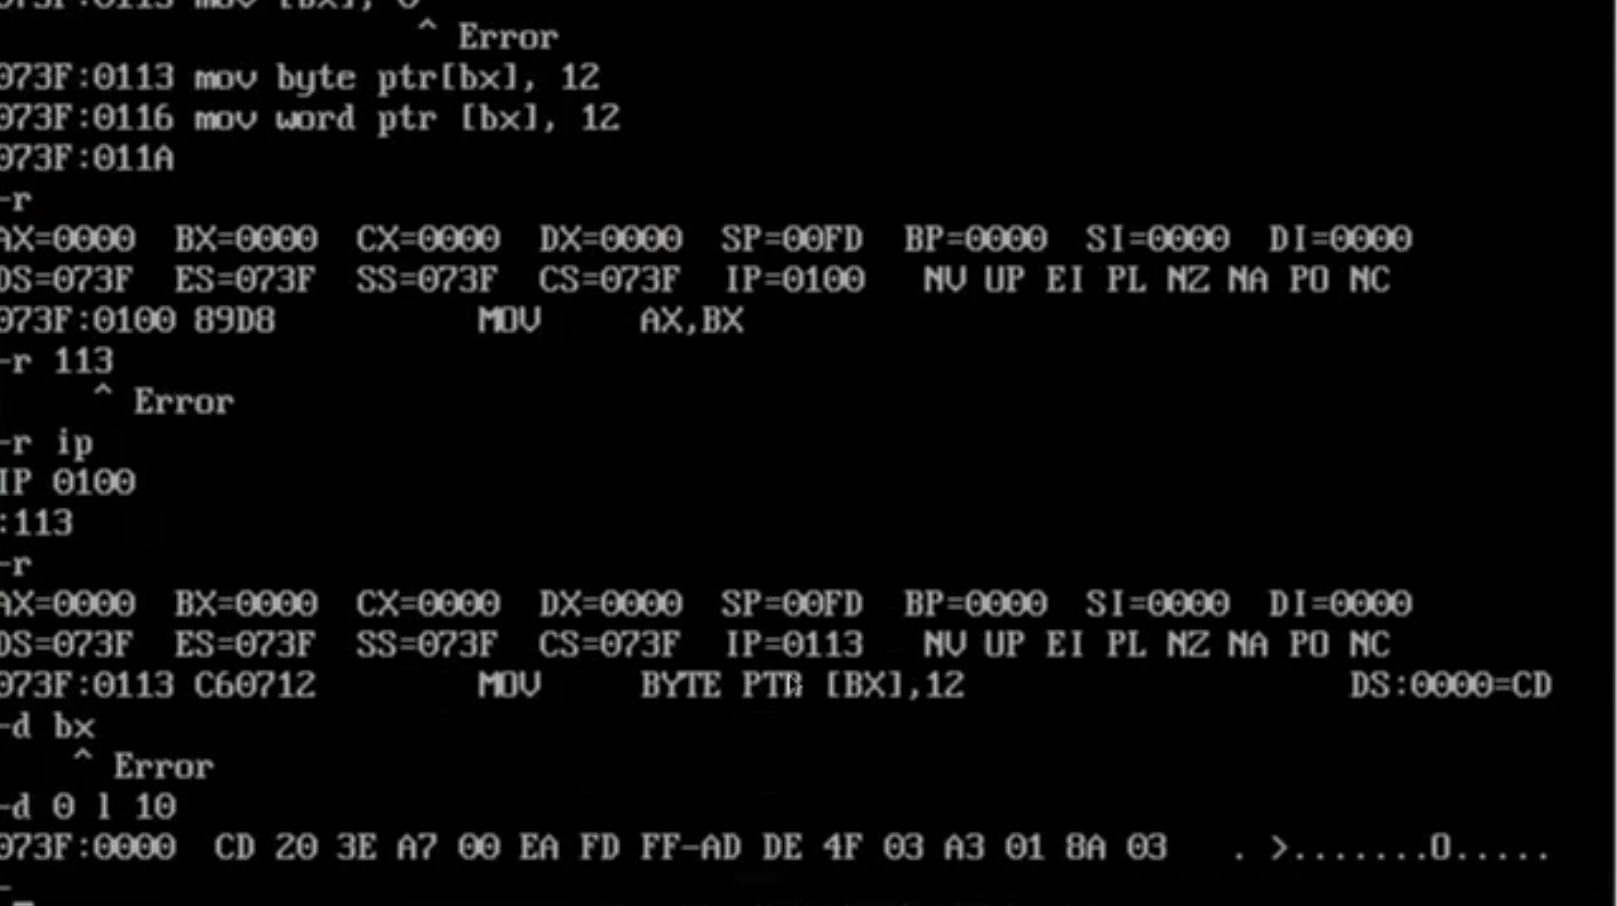 073F:0113 mov [bx], 0
^ Error
073F:0113 mov byte ptr[bx], 12
073F:0116 mov word ptr [bx], 12
073F:011A
-r
AX=0000 BX=0000 CX=0000 DX=0000 SP=00FD BP=0000 SI=0000 DI=0000
DS=073F ES=073F SS=073F CS=073F IP=0100 NV UP EI PL NZ NA PO NC
073F:0100 89D8 MOV AX,BX
-r 113
^ Error
-r ip
IP 0100
:113
-r
AX=0000 BX=0000 CX=0000 DX=0000 SP=00FD BP=0000 SI=0000 DI=0000
DS=073F ES=073F SS=073F CS=073F IP=0113 NV UP EI PL NZ NA PO NC
073F:0113 C60712 MOV BYTE PTR [BX],12 DS:0000=CD
-d bx
^ Error
-d 0 l 10
073F:0000 CD 20 3E A7 00 EA FD FF-AD DE 4F 03 A3 01 8A 03 . >.......O.....
-